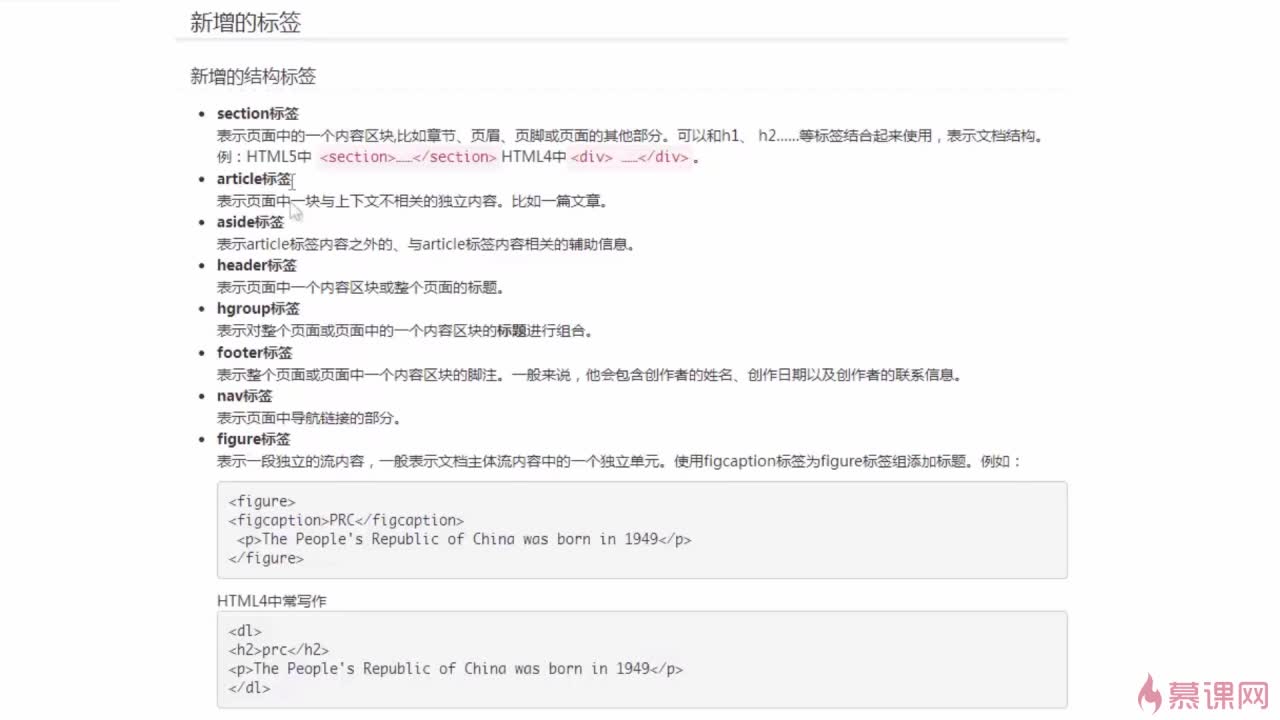 新增的标签
新增的结构标签
section标签
表示页面中的一个内容区块,比如章节、页眉、页脚或页面的其他部分。可以和h1、 h2……等标签结合起来使用，表示文档结构。
例：HTML5中 <section>……</section> HTML4中 <div> ……</div> 。
article标签
表示页面中一块与上下文不相关的独立内容。比如一篇文章。
aside标签
表示article标签内容之外的、与article标签内容相关的辅助信息。
header标签
表示页面中一个内容区块或整个页面的标题。
hgroup标签
表示对整个页面或页面中的一个内容区块的标题进行组合。
footer标签
表示整个页面或页面中一个内容区块的脚注。一般来说，他会包含创作者的姓名、创作日期以及创作者的联系信息。
nav标签
表示页面中导航链接的部分。
figure标签
表示一段独立的流内容，一般表示文档主体流内容中的一个独立单元。使用figcaption标签为figure标签组添加标题。例如：
<figure>
<figcaption>PRC</figcaption>
<p>The People's Republic of China was born in 1949</p>
</figure>
HTML4中常写作
<dl>
<h2>prc</h2>
<p>The People's Republic of China was born in 1949</p>
</dl>
慕课网